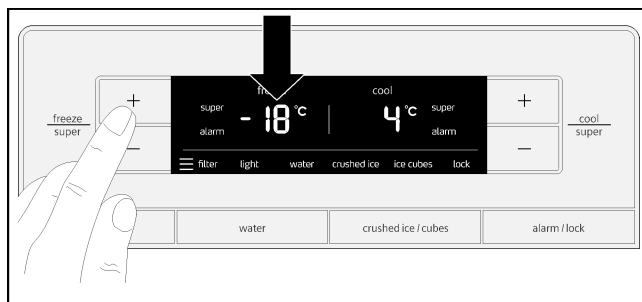 freeze
super
+
−
fr
super
alarm
-18 °C
cool
4 °C
super
alarm
filter light water crushed ice ice cubes lock
+
−
cool
super
water
crushed ice / cubes
alarm / lock